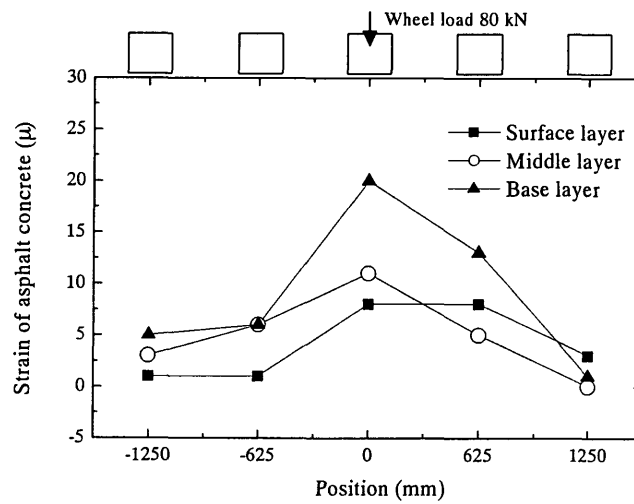 Wheel load 80 kN
30
25
20
15
10
5
0
-5
Strain of asphalt concrete (μ)
Surface layer
Middle layer
Base layer
-1250
-625
0
625
1250
Position (mm)